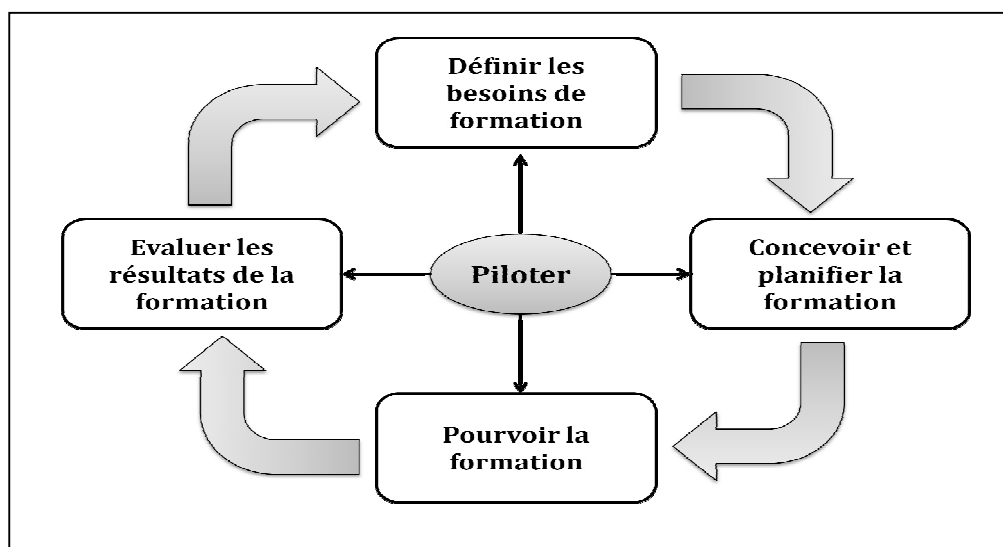 Définir les
besoins de
formation
Evaluer les
résultats de la
formation
Piloter
Concevoir et
planifier la
formation
Pourvoir la
formation